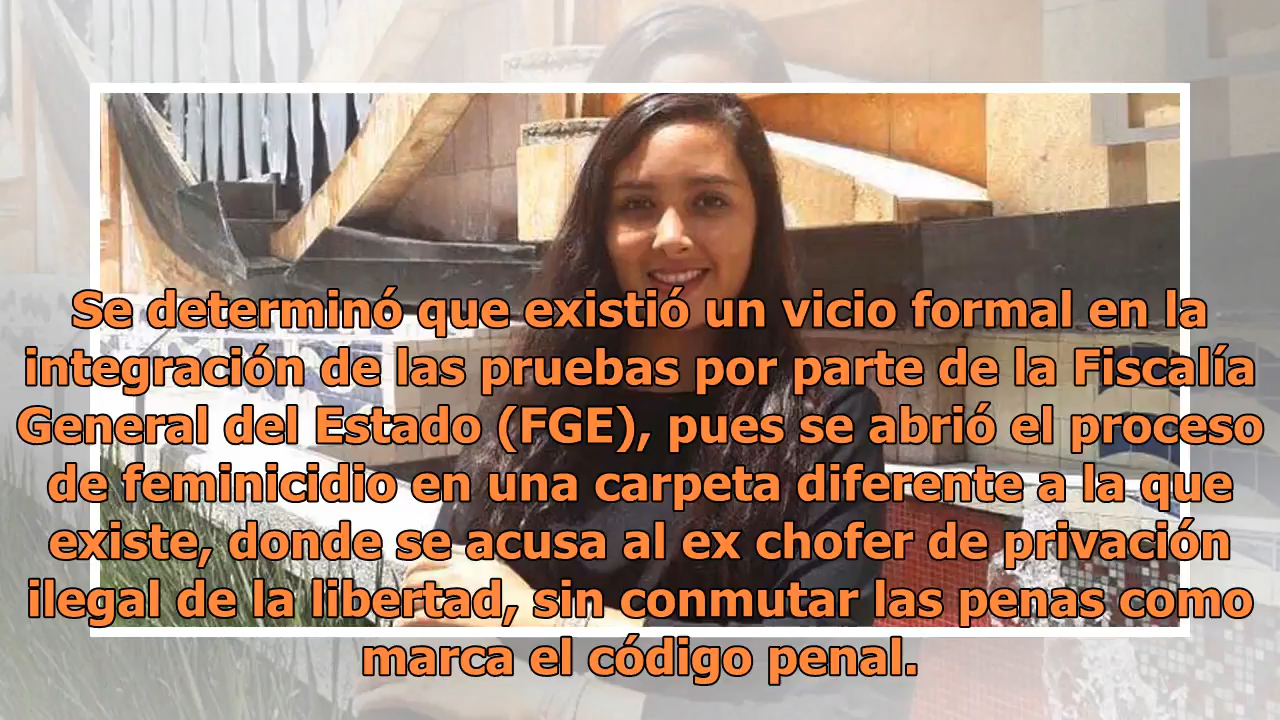 Se determinó que existió un vicio formal en la
integración de las pruebas por parte de la Fiscalía
General del Estado (FGE), pues se abrió el proceso
de feminicidio en una carpeta diferente a la que
existe, donde se acusa al ex chofer de privación
ilegal de la libertad, sin conmutar las penas como
marca el código penal.